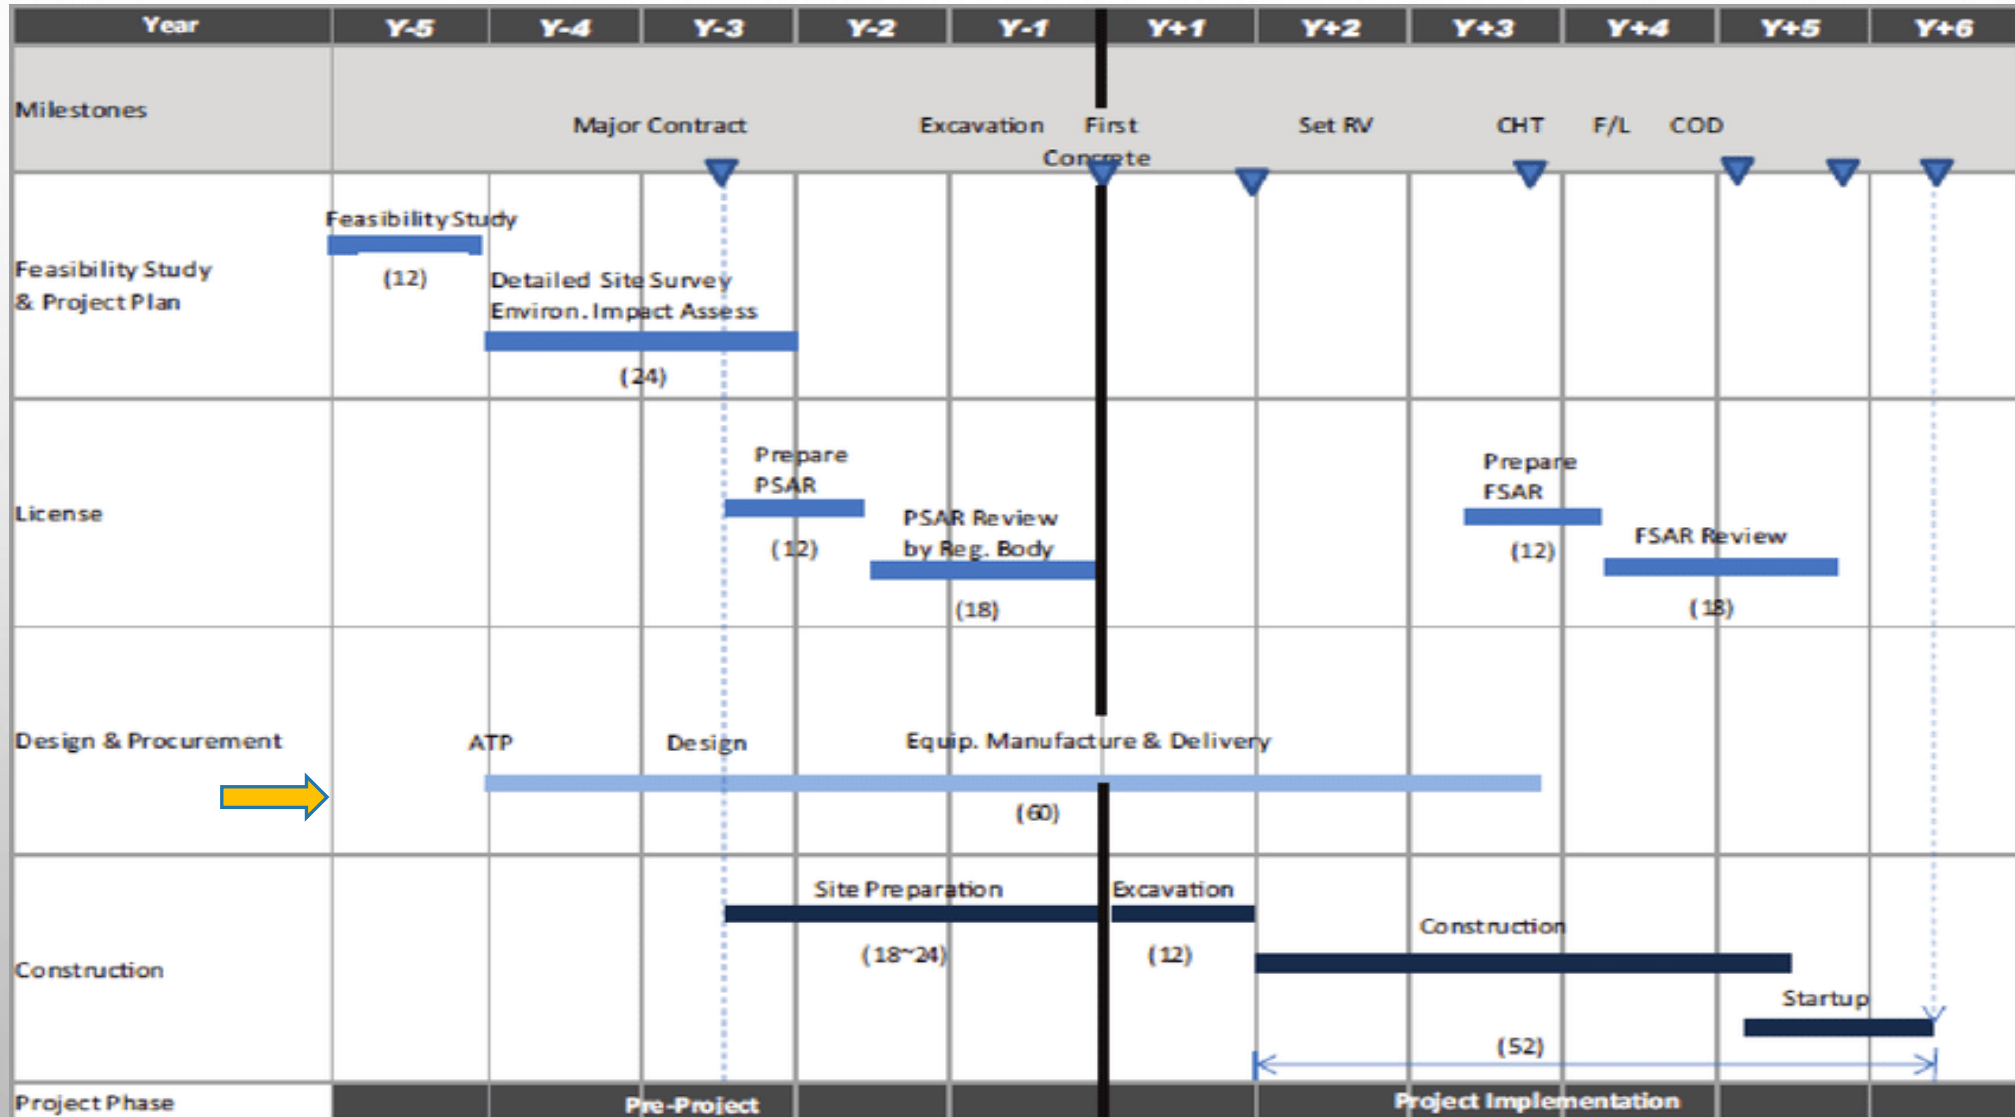 Year Y-5 Y-4 Y-3 Y-2 Y-1 Y+1 Y+2 Y+3 Y+4 Y+5 Y+6
Milestones
Major Contract Excavation First Set RV CHT F/L COD
Concrete
Feasibility Study
& Project Plan
Feasibility Study
(12)
Detailed Site Survey
Environ. Impact Assess
(24)
License
Prepare
PSAR
(12)
PSAR Review
by Reg. Body
(18)
Prepare
FSAR
(12)
FSAR Review
(18)
Design & Procurement
ATP Design Equip. Manufacture & Delivery
(60)
Construction
Site Preparation
(18~24)
Excavation
(12)
Construction
Startup
(52)
Project Phase Pre-Project Project Implementation